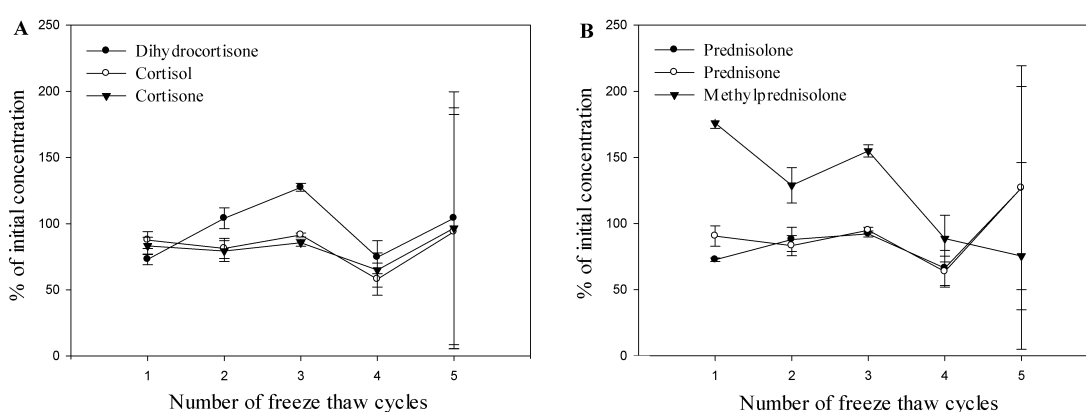 A
Dihydrocortisone
Cortisol
Cortisone
% of initial concentration
250
200
150
100
50
0
1 2 3 4 5
Number of freeze thaw cycles
B
Prednisolone
Prednisone
Methylprednisolone
% of initial concentration
250
200
150
100
50
0
1 2 3 4 5
Number of freeze thaw cycles